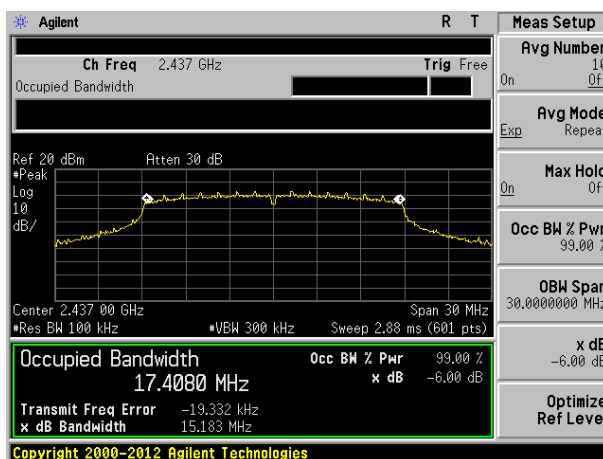 Agilent R T Meas Setup
Ch Freq 2.437 GHz Trig Free
Occupied Bandwidth
Ref 20 dBm Atten 30 dB
#Peak
Log
10
dB/
Center 2.437 00 GHz Span 30 MHz
#Res BW 100 kHz #VBW 300 kHz Sweep 2.88 ms (601 pts)
Occupied Bandwidth Occ BW % Pwr 99.00 %
17.4080 MHz x dB -6.00 dB
Transmit Freq Error -19.332 kHz
x dB Bandwidth 15.183 MHz
Copyright 2000-2012 Agilent Technologies
Avg Number
10
On Of
Avg Mode
Exp Repea
Max Hold
On Of
Occ BW % Pwr
99.00 %
OBW Span
30.0000000 MHz
x dB
-6.00 dB
Optimize
Ref Leve